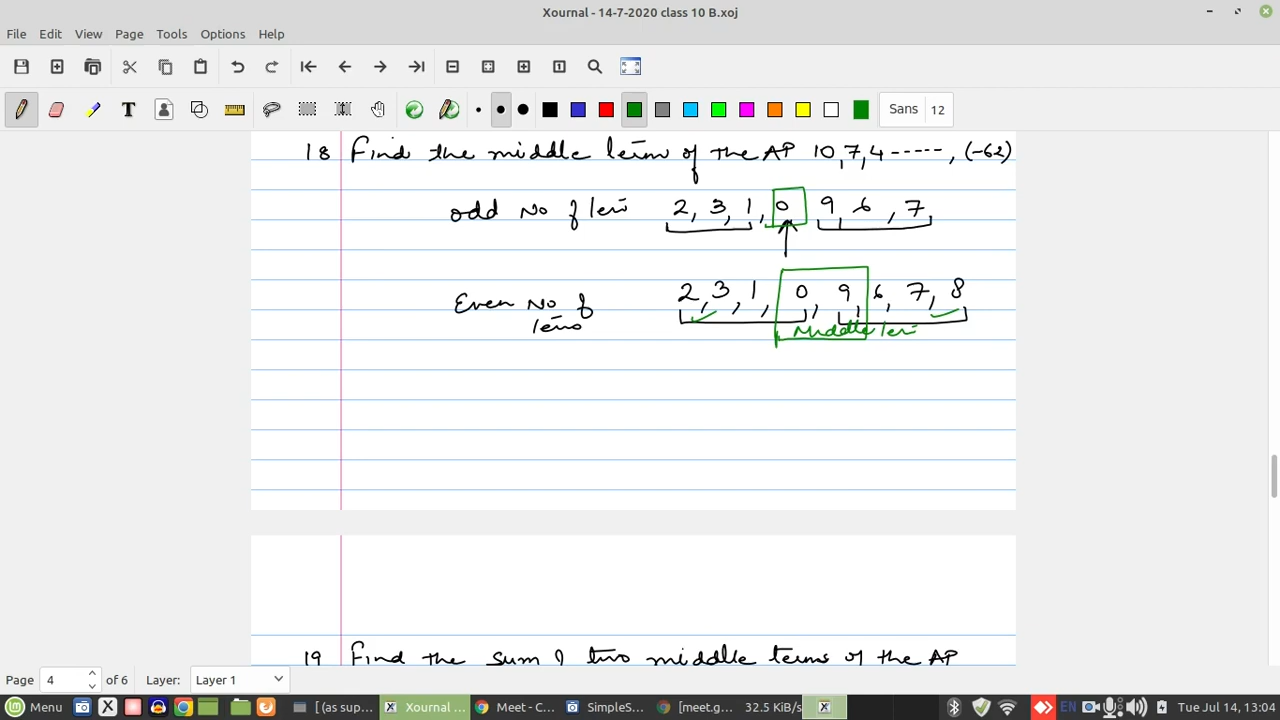 Xournal - 14-7-2020 class 10 B.xoj
File Edit View Page Tools Options Help
Sans 12
18 Find the middle term of the AP 10,7,4 -----, (-62)
odd No of term 2, 3, 1, 0 9, 6, 7
Even No of 2, 3, 1, 0, 9, 6, 7, 8
terms Middle term
19 Find the sum of two middle terms of the AP
Page 4 of 6 Layer: Layer 1
Menu [(as sup... Xournal ... Meet - C... SimpleS... [meet.g... 32.5 KiB/s EN Tue Jul 14, 13:04